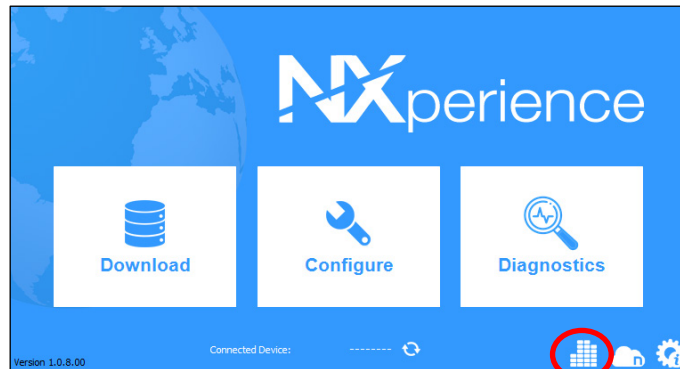 NXperience
Download
Configure
Diagnostics
Connected Device: --------
Version 1.0.8.00
n
i